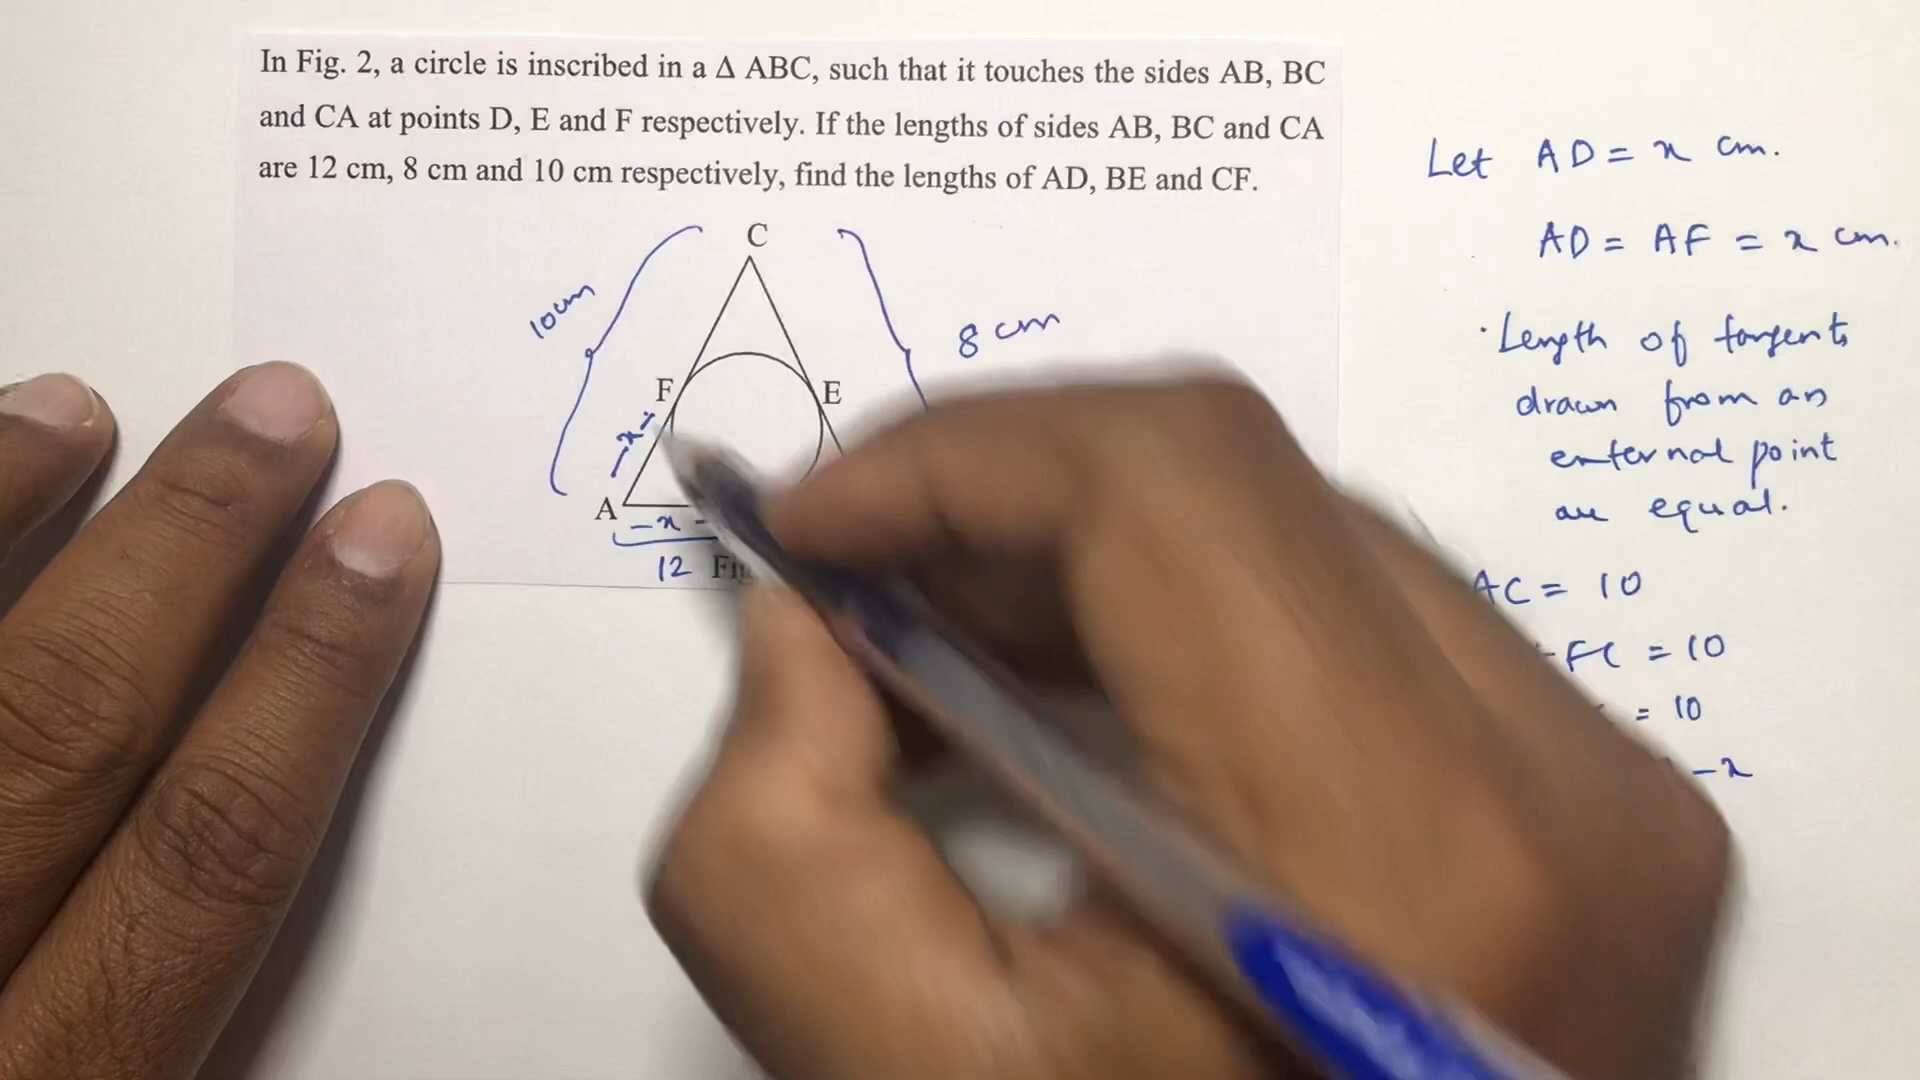 In Fig. 2, a circle is inscribed in a Δ ABC, such that it touches the sides AB, BC
and CA at points D, E and F respectively. If the lengths of sides AB, BC and CA
are 12 cm, 8 cm and 10 cm respectively, find the lengths of AD, BE and CF.
C
10cm
8 cm
F
E
-x-
A
-x-
12
Let AD = x cm.
AD = AF = x cm.
Length of tangents
drawn from an
external point
are equal.
AC = 10
FC = 10
= 10
-x